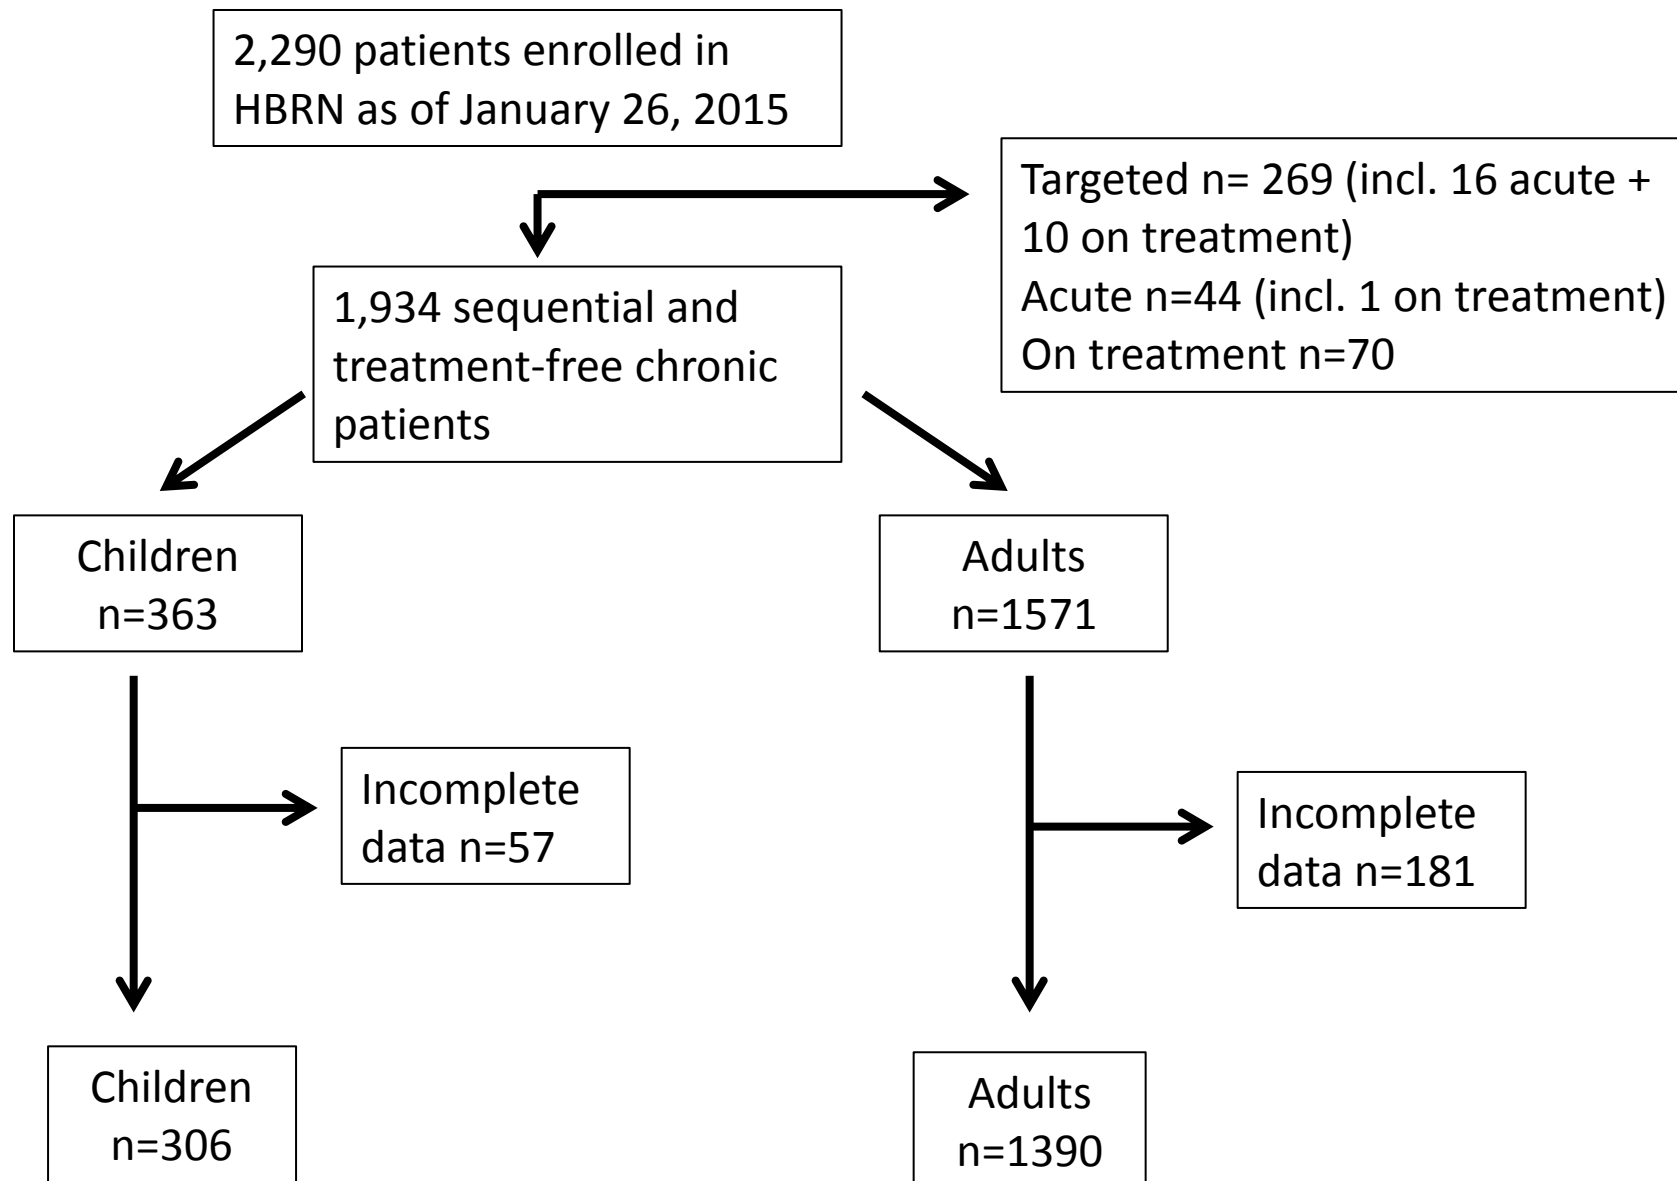 2,290 patients enrolled in
HBRN as of January 26, 2015
Targeted n= 269 (incl. 16 acute +
10 on treatment)
Acute n=44 (incl. 1 on treatment)
On treatment n=70
1,934 sequential and
treatment-free chronic
patients
Children
n=363
Adults
n=1571
Incomplete
data n=57
Incomplete
data n=181
Children
n=306
Adults
n=1390